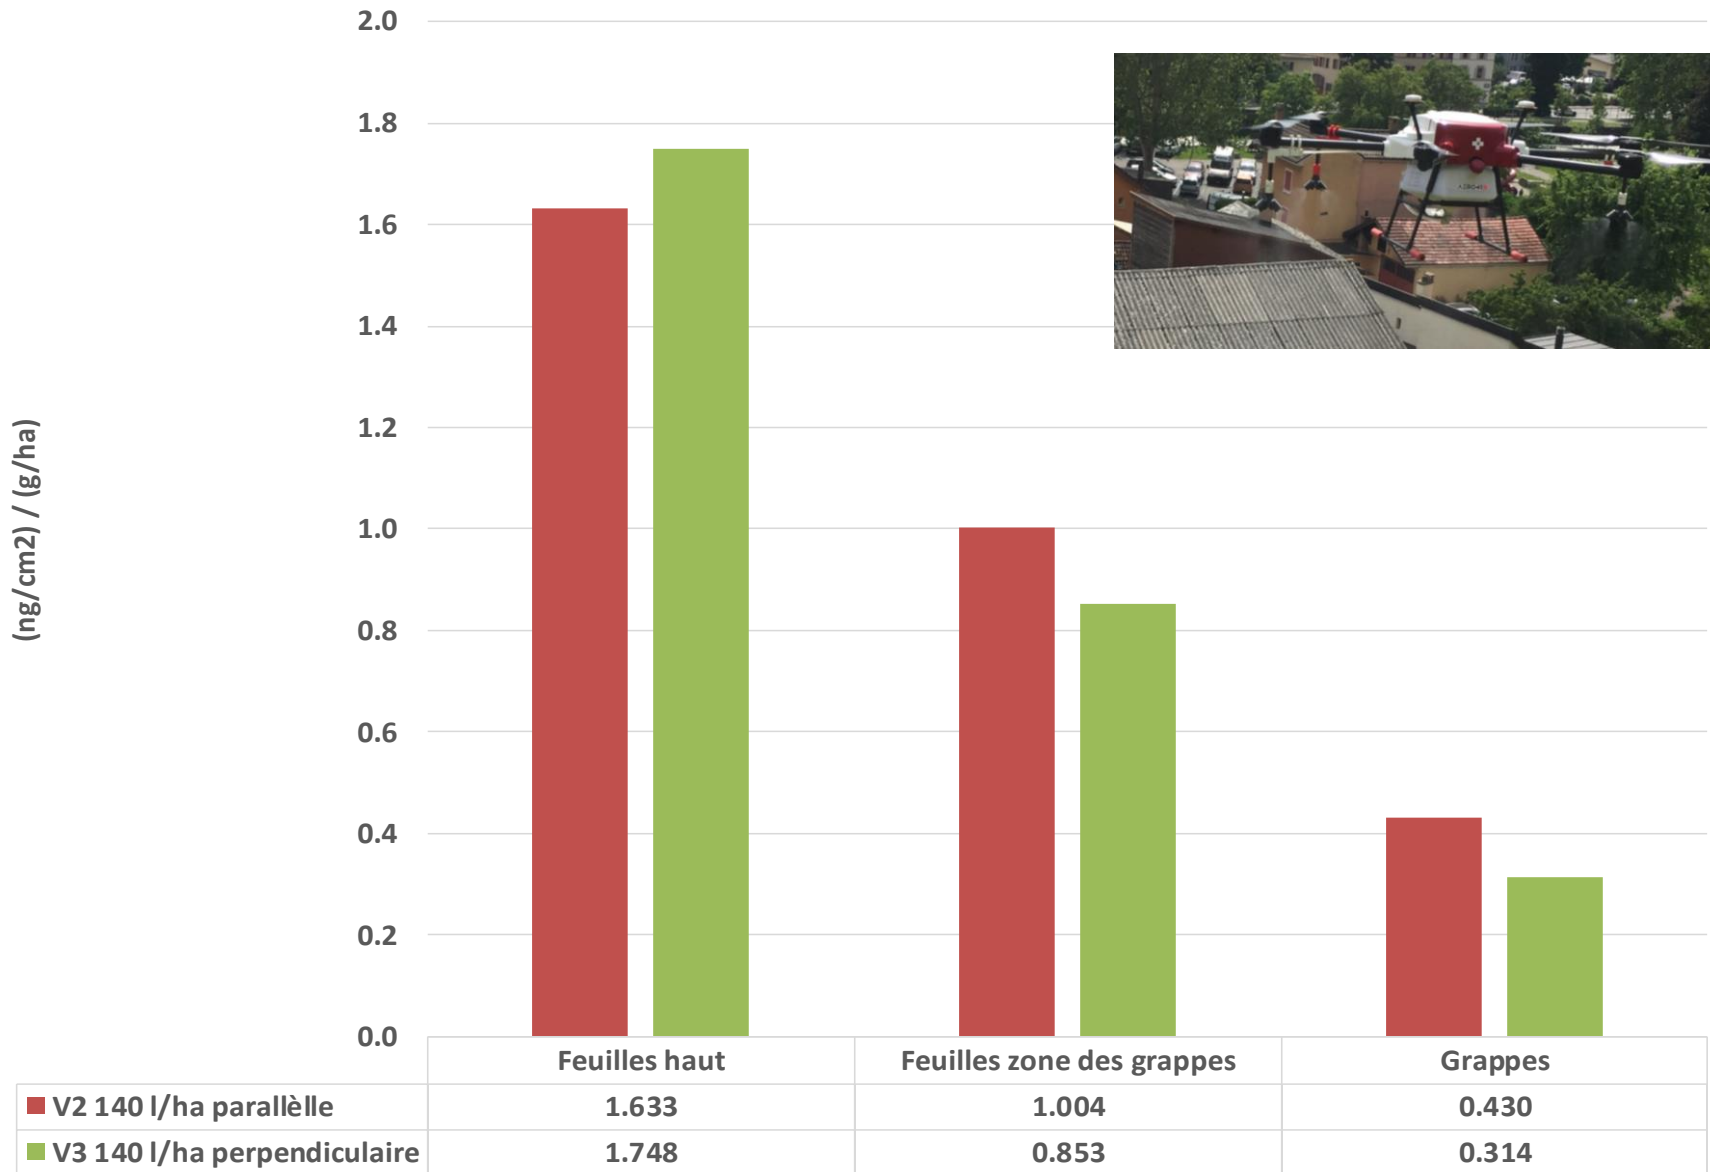 2.0
1.8
1.6
1.4
1.2
1.0
0.8
0.6
0.4
0.2
0.0
(ng/cm2) / (g/ha)
Feuilles haut Feuilles zone des grappes Grappes
V2 140 l/ha parallèlle 1.633 1.004 0.430
V3 140 l/ha perpendiculaire 1.748 0.853 0.314